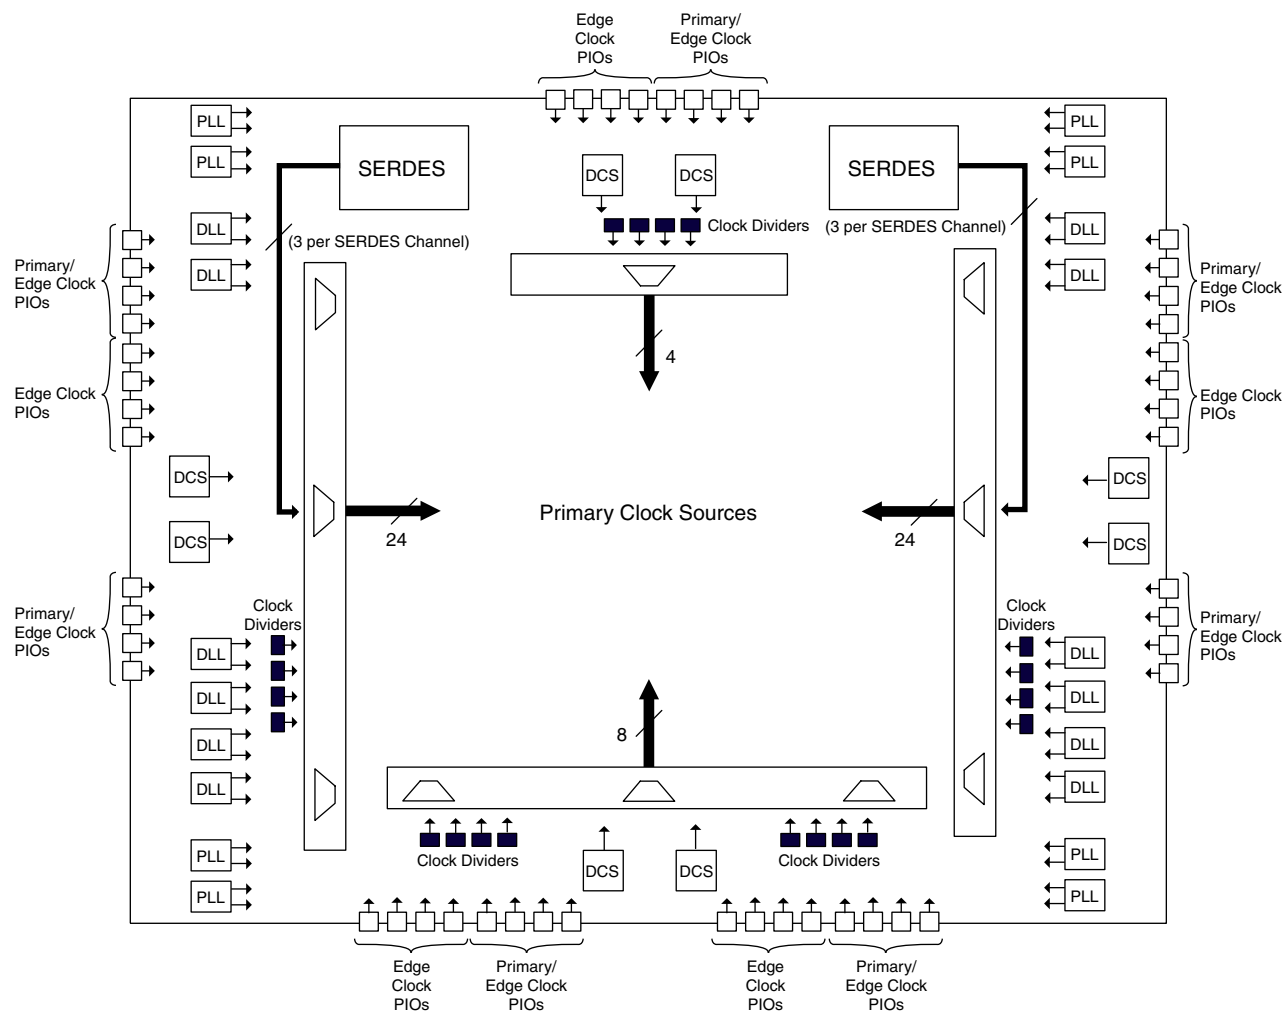 Edge
Clock
PIOs
Primary/
Edge Clock
PIOs
PLL
PLL
SERDES
SERDES
PLL
PLL
DCS
DCS
Clock Dividers
DLL
DLL
(3 per SERDES Channel)
(3 per SERDES Channel)
DLL
DLL
Primary/
Edge Clock
PIOs
Primary/
Edge Clock
PIOs
4
Edge Clock
PIOs
Edge Clock
PIOs
DCS
DCS
24
Primary Clock Sources
24
DCS
DCS
Primary/
Edge Clock
PIOs
Clock
Dividers
Clock
Dividers
Primary/
Edge Clock
PIOs
DLL
DLL
DLL
DLL
DLL
DLL
DLL
DLL
8
PLL
PLL
Clock Dividers
DCS
DCS
Clock Dividers
PLL
PLL
Edge
Clock
PIOs
Primary/
Edge Clock
PIOs
Edge
Clock
PIOs
Primary/
Edge Clock
PIOs